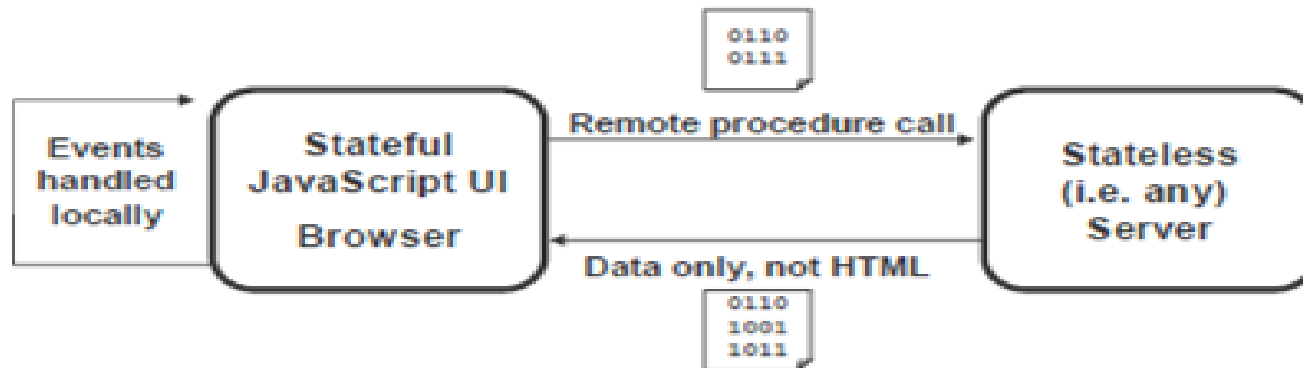 0110
0111
Remote procedure call
Events
handled
locally
Stateful
JavaScript UI
Browser
Stateless
(i.e. any)
Server
Data only, not HTML
0110
1001
1011